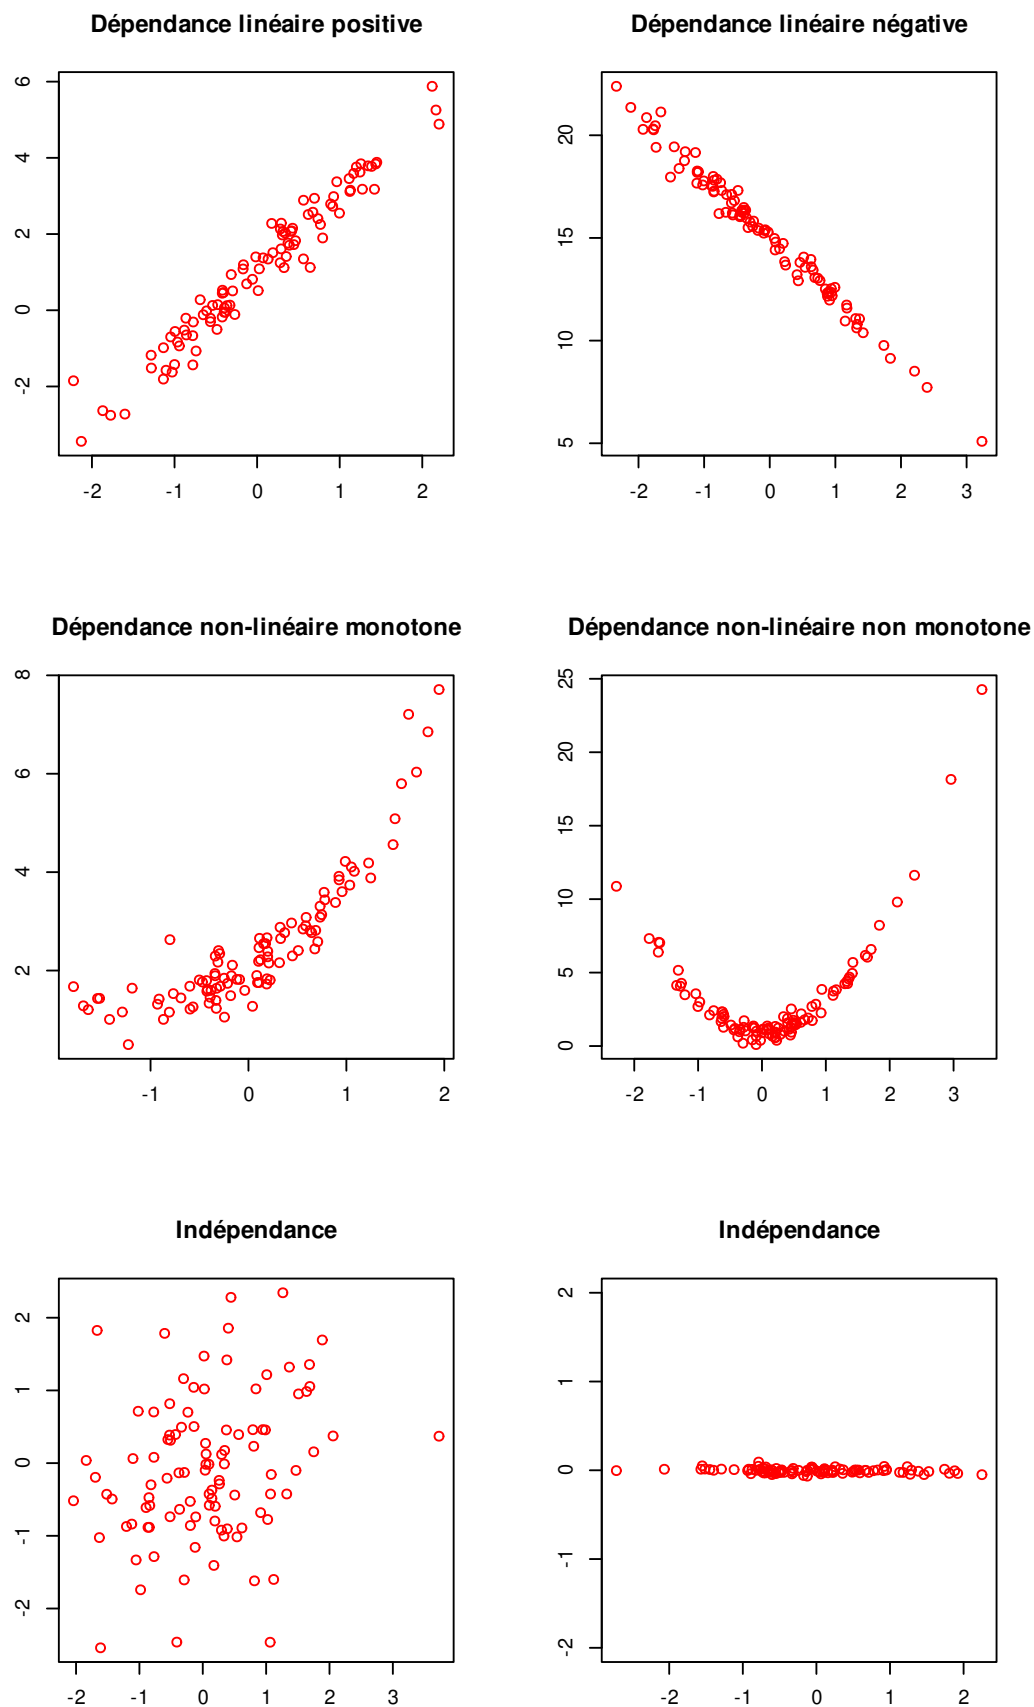 Dépendance linéaire positive
6
4
2
0
-2
-2 -1 0 1 2
Dépendance linéaire négative
20
15
10
5
-2 -1 0 1 2 3
Dépendance non-linéaire monotone
8
6
4
2
-1 0 1 2
Dépendance non-linéaire non monotone
25
20
15
10
5
0
-2 -1 0 1 2 3
Indépendance
2
1
0
-1
-2
-2 -1 0 1 2 3
Indépendance
2
1
0
-1
-2
-2 -1 0 1 2